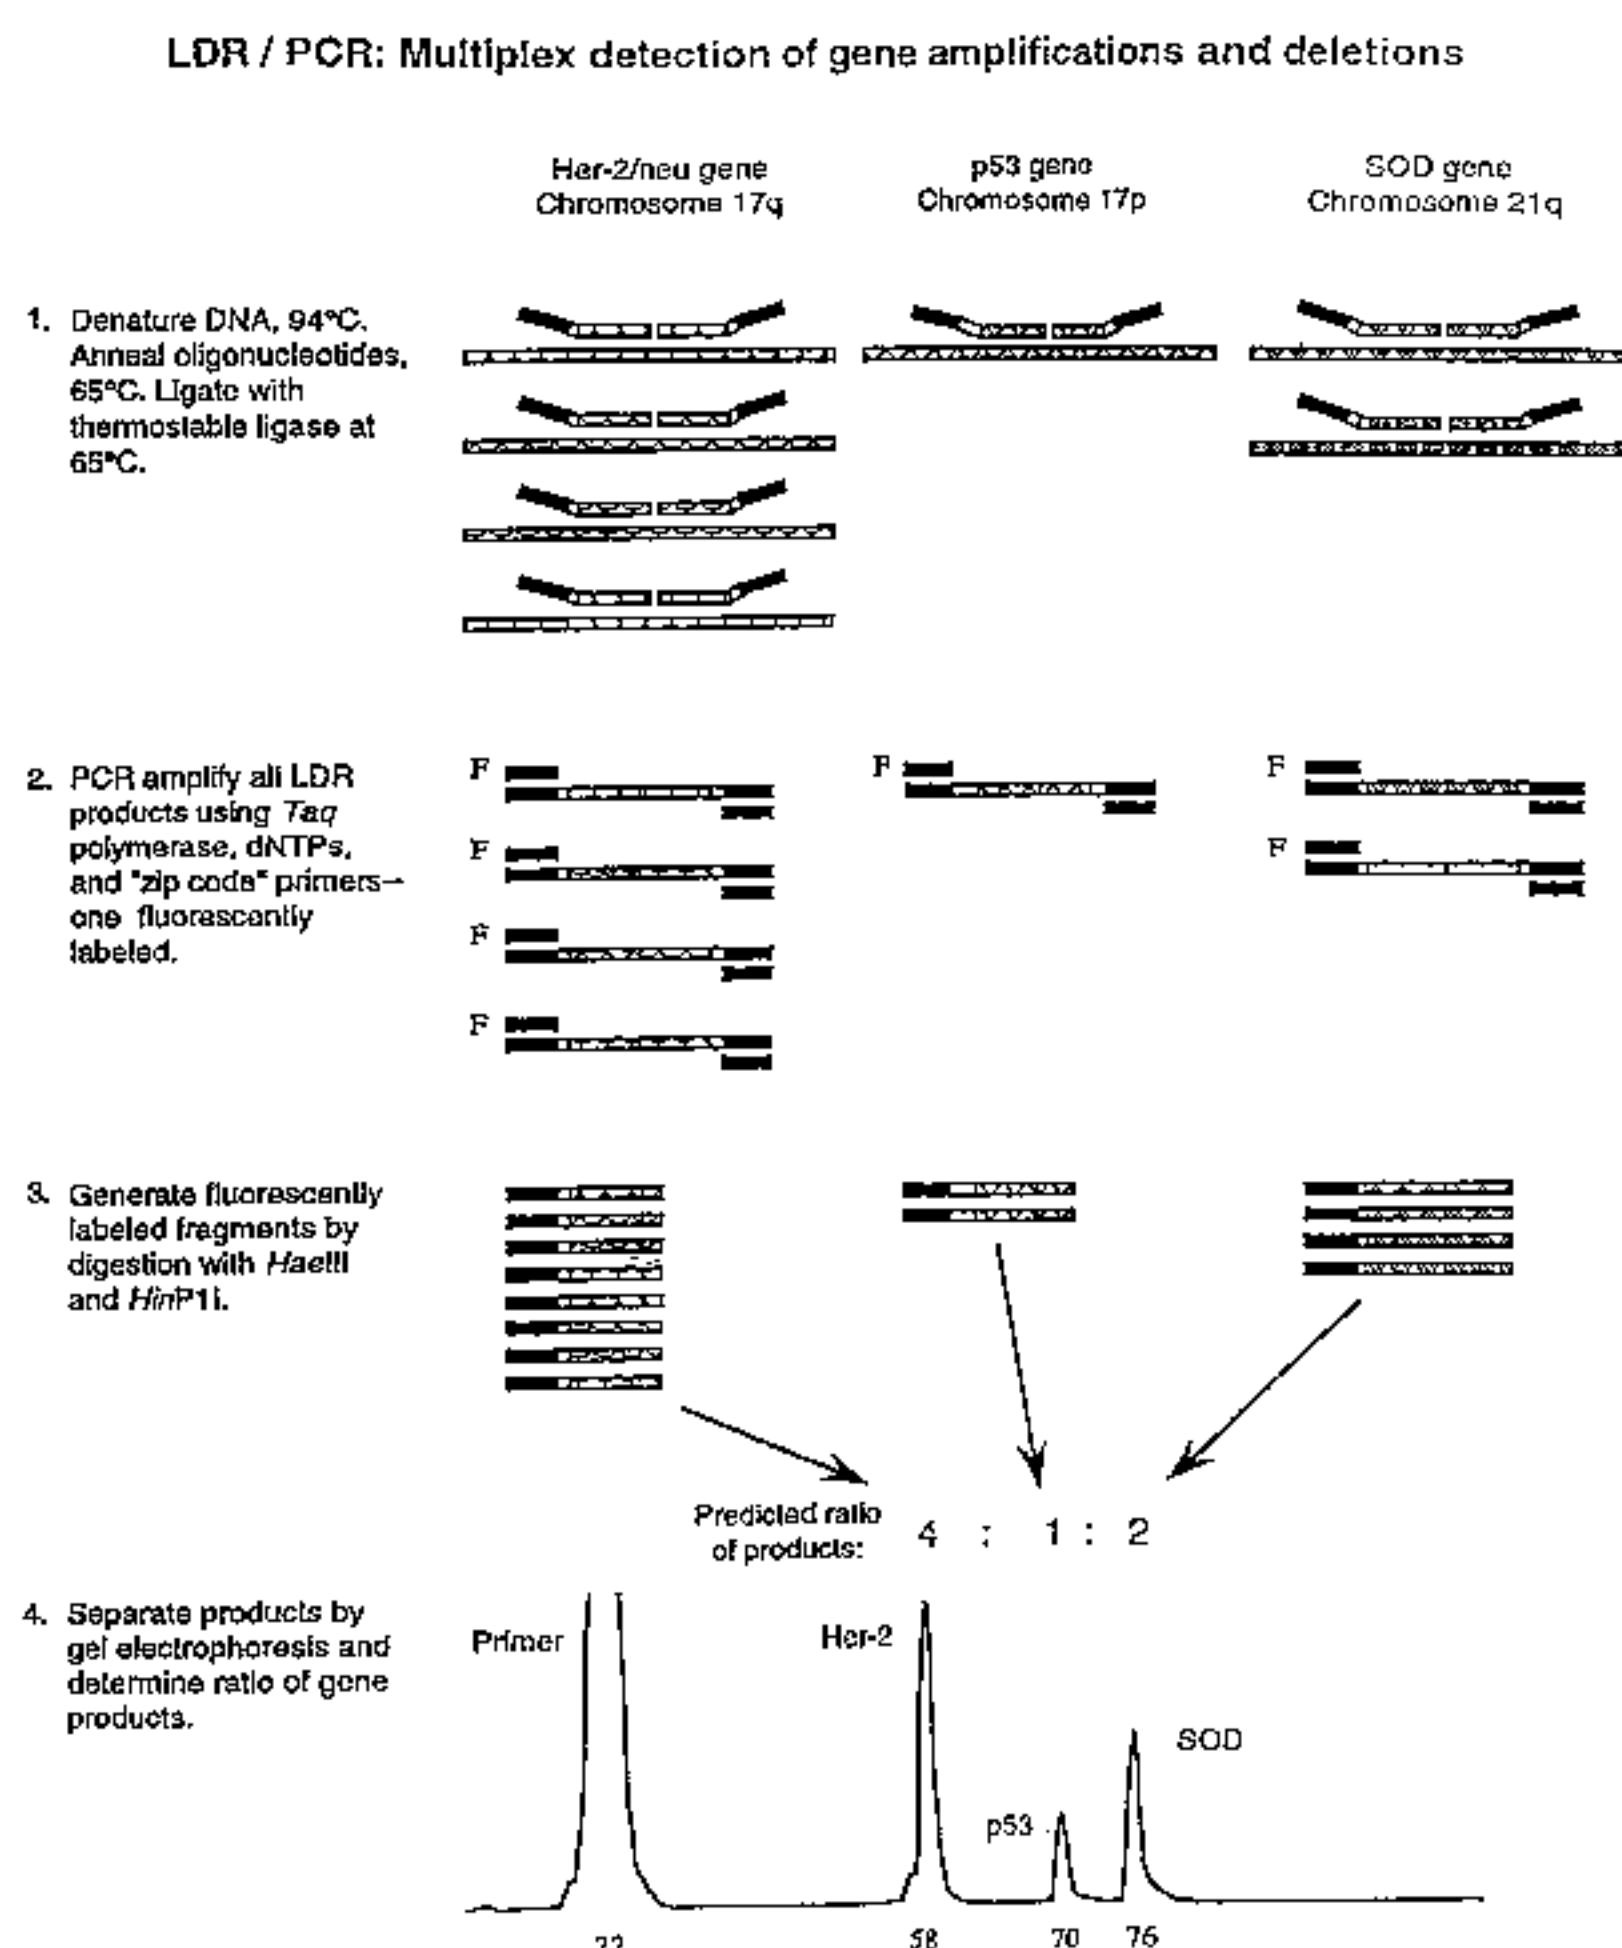 LDR / PCR: Multiplex detection of gene amplifications and deletions
Her-2/neu gene
Chromosome 17q
p53 gene
Chromosome 17p
SOD gene
Chromosome 21q
1. Denature DNA, 94°C.
Anneal oligonucleotides,
65°C. Ligate with
thermostable ligase at
65°C.
2. PCR amplify all LDR
products using Taq
polymerase, dNTPs,
and "zip code" primers–
one fluorescently
labeled.
F F F
F F
F
F
3. Generate fluorescently
labeled fragments by
digestion with HaeIII
and HinP1I.
Predicted ratio
of products:
4 : 1 : 2
4. Separate products by
gel electrophoresis and
determine ratio of gene
products.
Primer
Her-2
p53
SOD
58 70 76